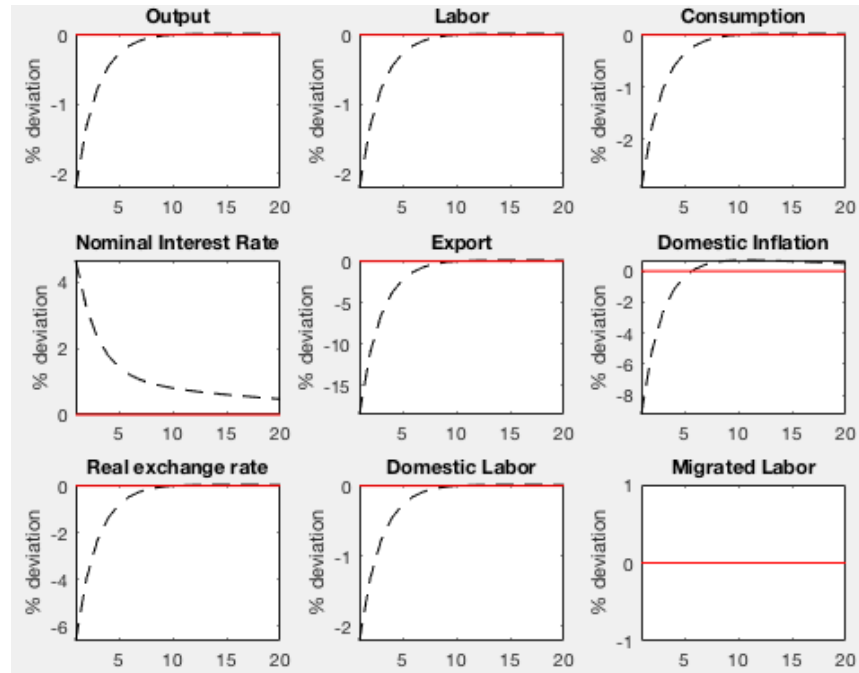 Output
Labor
Consumption
% deviation
0
-1
-2
5 10 15 20
% deviation
0
-1
-2
5 10 15 20
% deviation
0
-1
-2
5 10 15 20
Nominal Interest Rate
Export
Domestic Inflation
% deviation
4
2
0
5 10 15 20
% deviation
0
-5
-10
-15
5 10 15 20
% deviation
0
-2
-4
-6
-8
5 10 15 20
Real exchange rate
Domestic Labor
Migrated Labor
% deviation
0
-2
-4
-6
5 10 15 20
% deviation
0
-1
-2
5 10 15 20
% deviation
1
0
-1
5 10 15 20